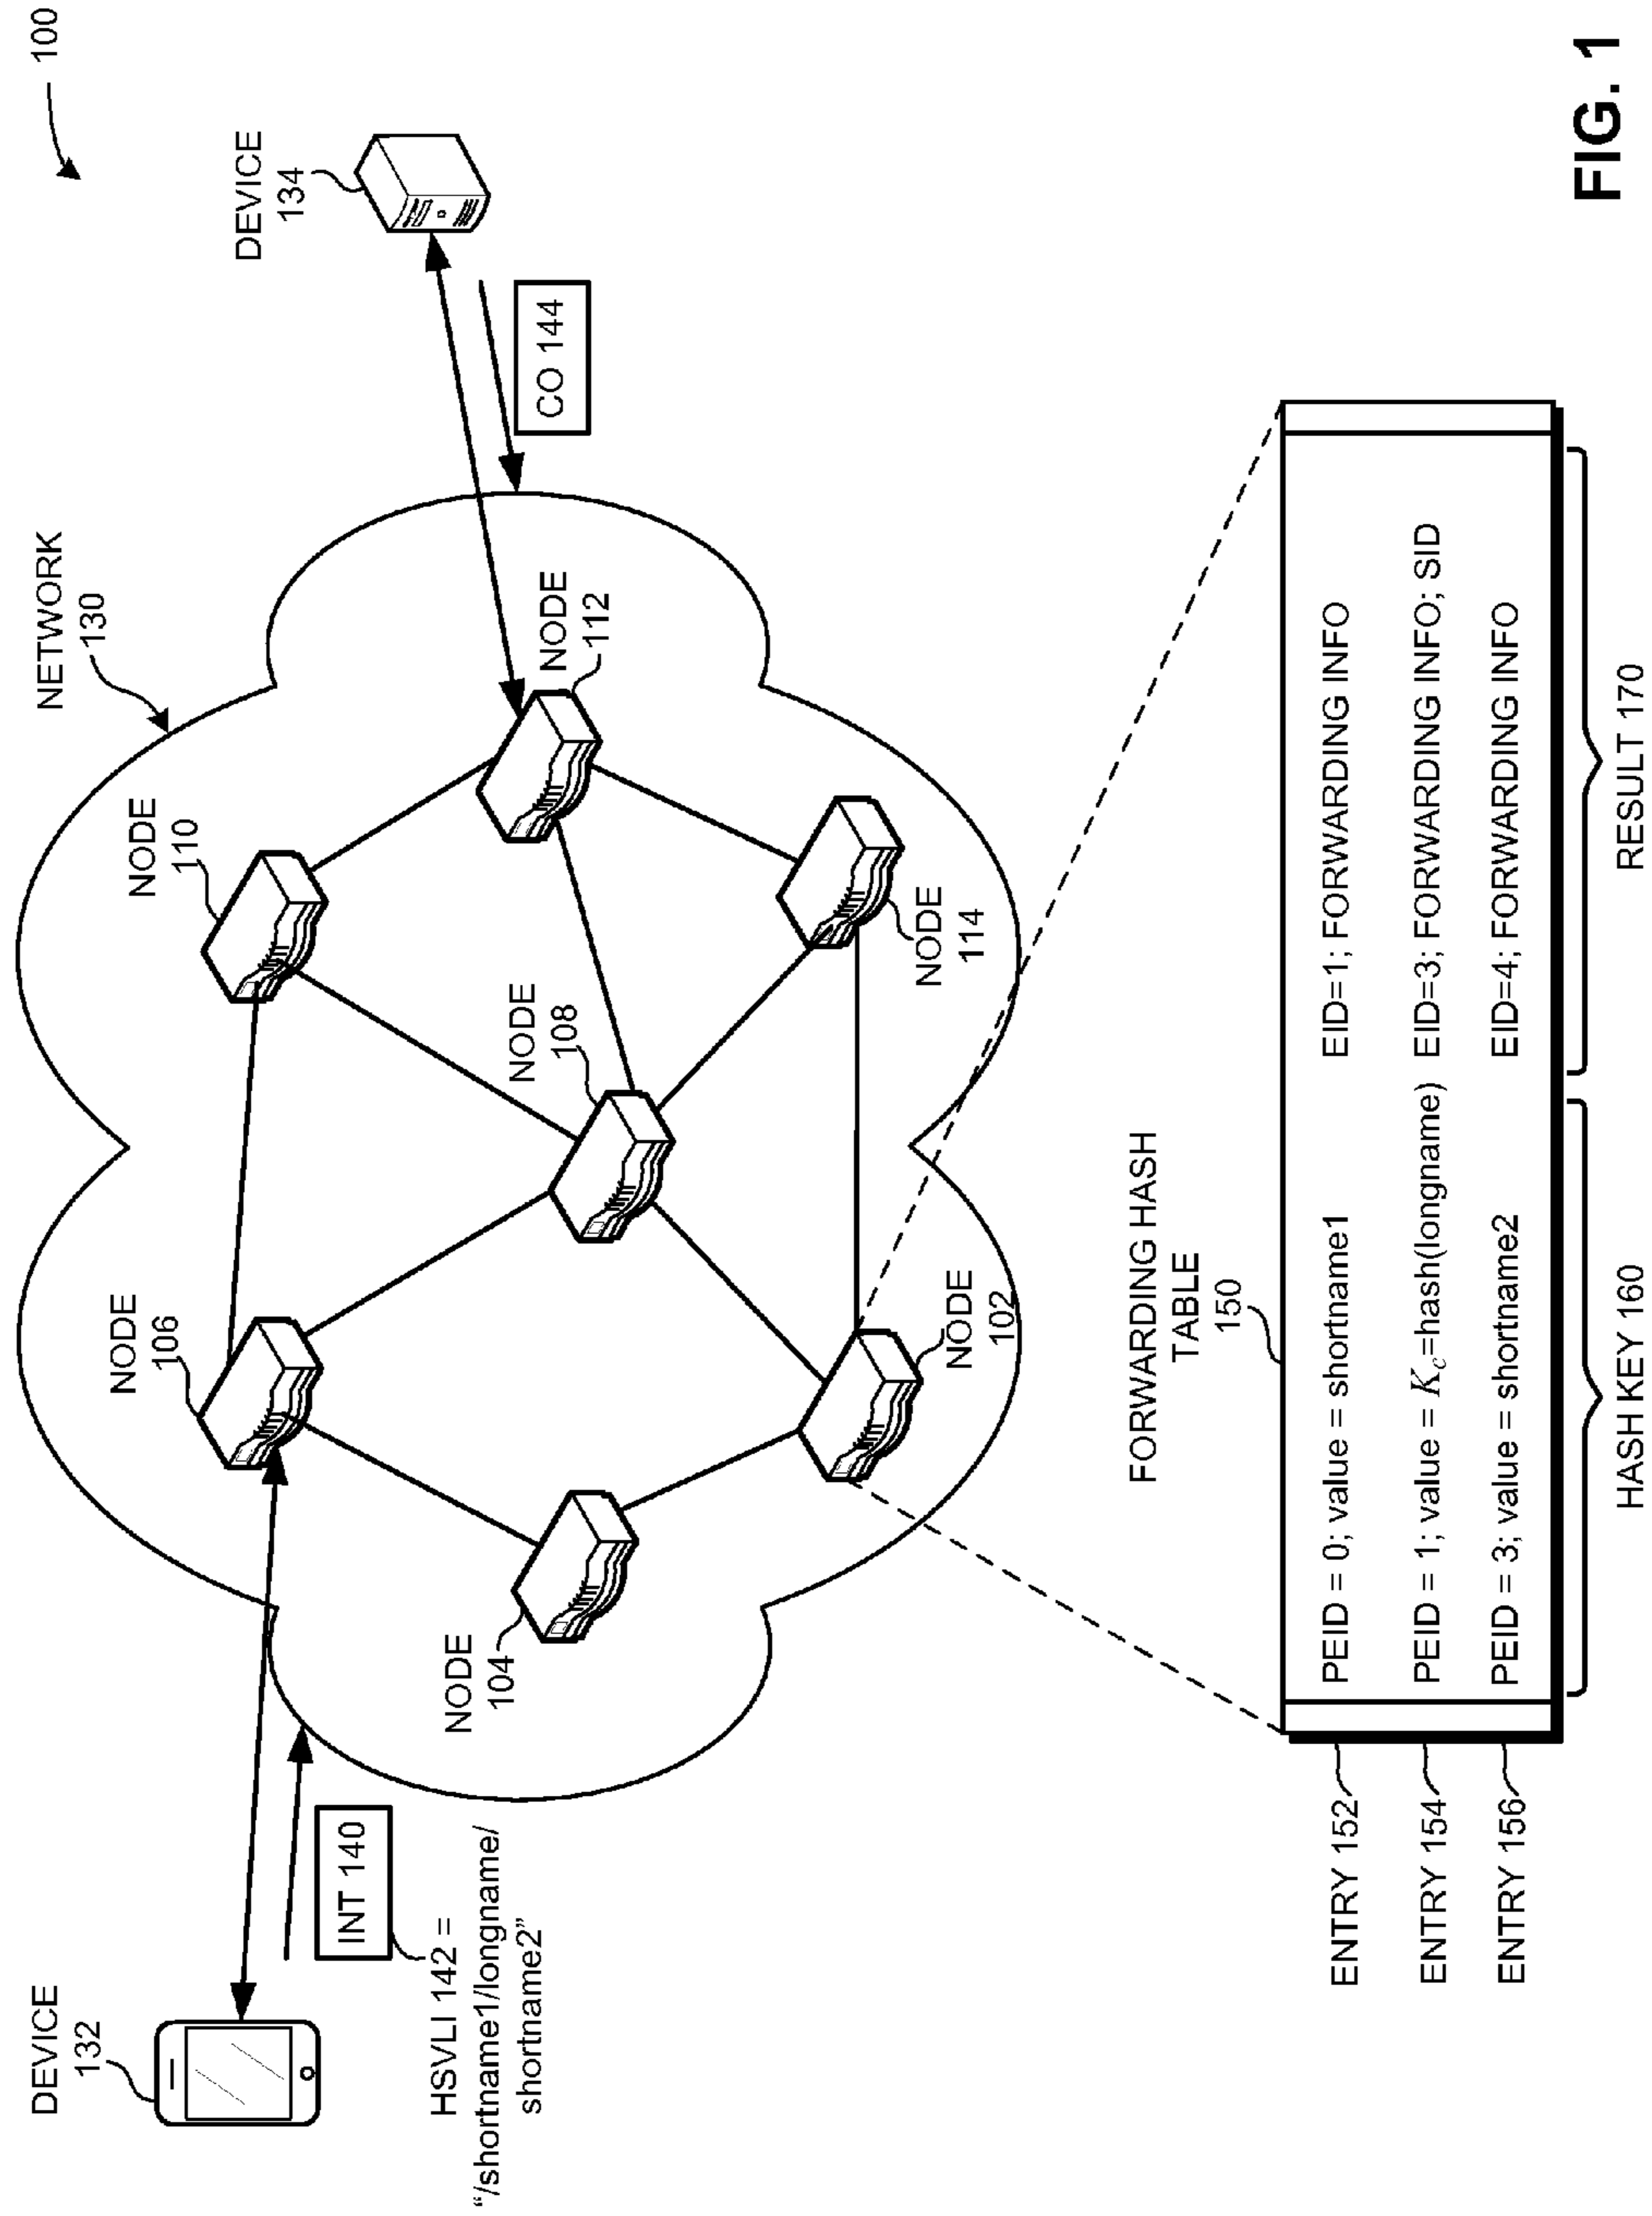 100
NETWORK
130
DEVICE
132
DEVICE
134
NODE
106
NODE
110
INT 140
HSVLI 142 =
“/shortname1/longname/
shortname2”
NODE
104
NODE
108
NODE
112
CO 144
NODE
102
NODE
114
FORWARDING HASH
TABLE
150
ENTRY 152
PEID = 0; value = shortname1
EID=1; FORWARDING INFO
ENTRY 154
PEID = 1; value = Kc=hash(longname)
EID=3; FORWARDING INFO; SID
ENTRY 156
PEID = 3; value = shortname2
EID=4; FORWARDING INFO
HASH KEY 160
RESULT 170
FIG. 1